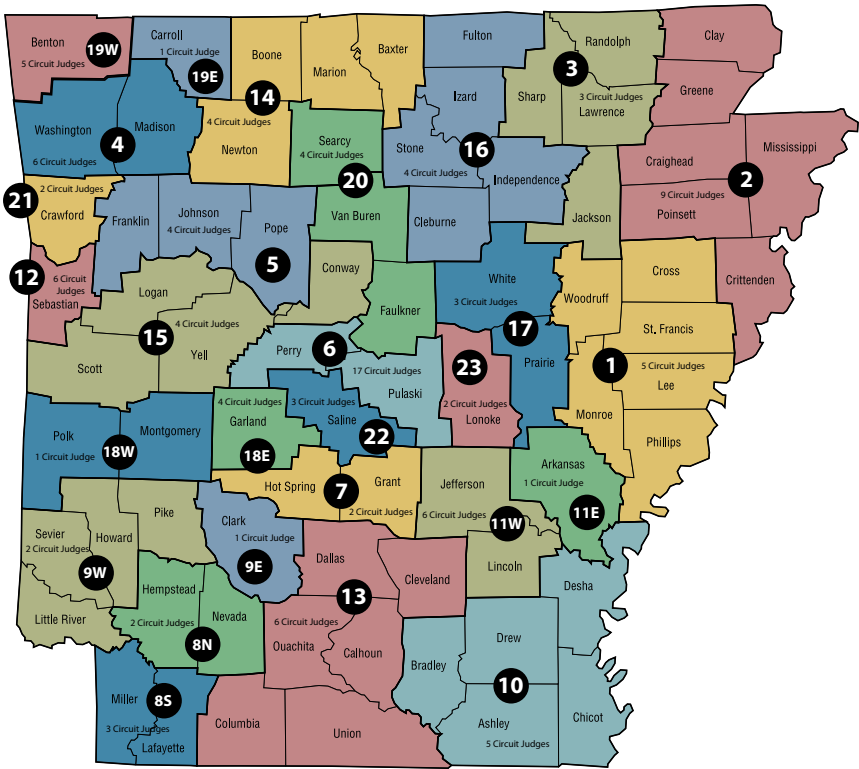 Benton
19W
5 Circuit Judges
Carroll
1 Circuit Judge
19E
Boone
14
4 Circuit Judges
Newton
Marion
Baxter
Fulton
Izard
Sharp
3
Randolph
3 Circuit Judges
Lawrence
Clay
Greene
Washington
4
Madison
6 Circuit Judges
Searcy
4 Circuit Judges
20
Van Buren
Stone
16
4 Circuit Judges
Independence
Cleburne
Jackson
Craighead
2
Mississippi
9 Circuit Judges
Poinsett
Crittenden
21
2 Circuit Judges
Crawford
Franklin
Johnson
4 Circuit Judges
Pope
5
12
6 Circuit
Judges
Sebastian
Logan
15
4 Circuit Judges
Yell
Scott
Conway
Faulkner
White
3 Circuit Judges
17
Prairie
Woodruff
Cross
St. Francis
1
5 Circuit Judges
Lee
Monroe
Phillips
Perry
6
17 Circuit Judges
Pulaski
23
2 Circuit Judges
Lonoke
Polk
1 Circuit Judge
18W
Montgomery
4 Circuit Judges
Garland
18E
3 Circuit Judges
Saline
22
Hot Spring
7
Grant
2 Circuit Judges
Jefferson
6 Circuit Judges
11W
Lincoln
Arkansas
1 Circuit Judge
11E
Sevier
2 Circuit Judges
Howard
Pike
9W
Little River
Clark
1 Circuit Judge
9E
Hempstead
2 Circuit Judges
Nevada
8N
Dallas
Cleveland
13
6 Circuit Judges
Ouachita
Calhoun
Columbia
Union
Miller
8S
3 Circuit Judges
Lafayette
Desha
Drew
Bradley
10
Ashley
5 Circuit Judges
Chicot